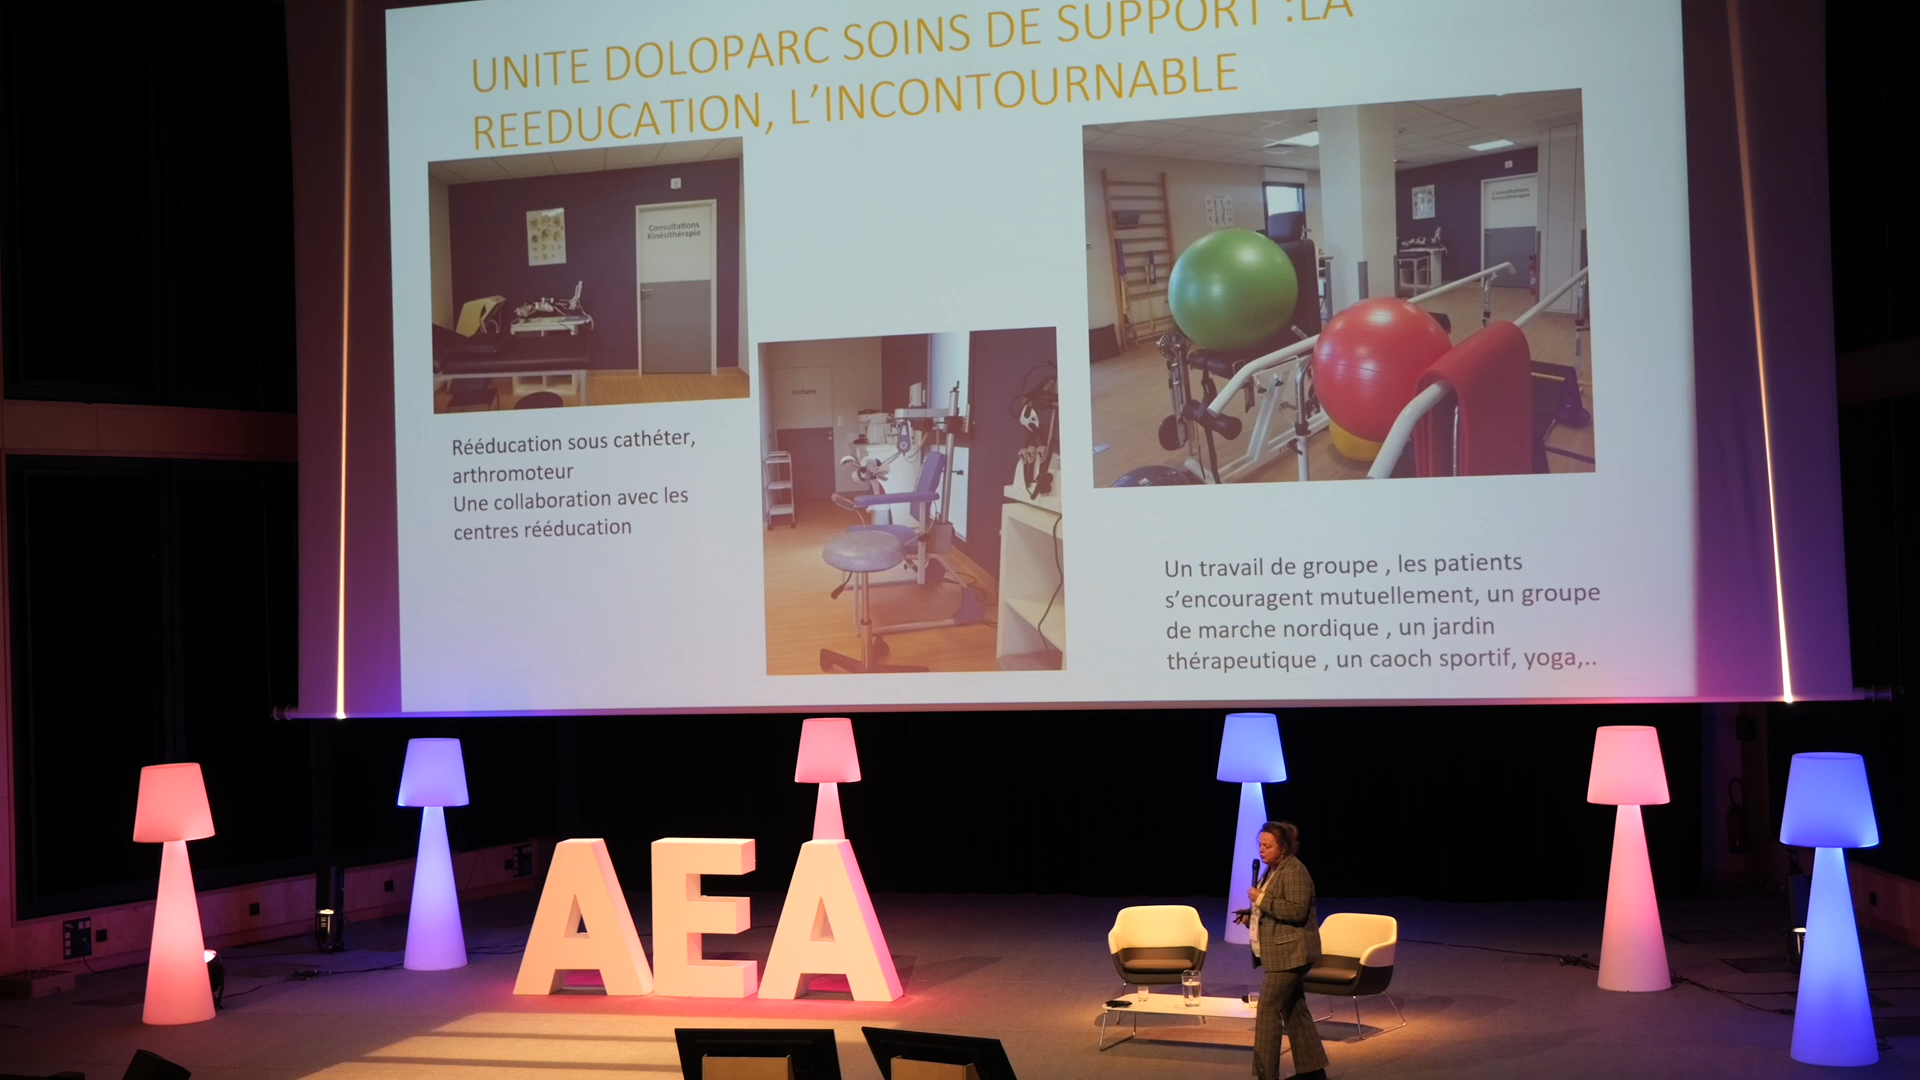 UNITE DOLOPARC SOINS DE SUPPORT :LA
REEDUCATION, L'INCONTOURNABLE
Consultations
Kinésithérapie
Consultations
Kinésithérapie
Rééducation sous cathéter,
arthromoteur
Une collaboration avec les
centres rééducation
Un travail de groupe , les patients
s'encouragent mutuellement, un groupe
de marche nordique , un jardin
thérapeutique , un caoch sportif, yoga,..
AEA